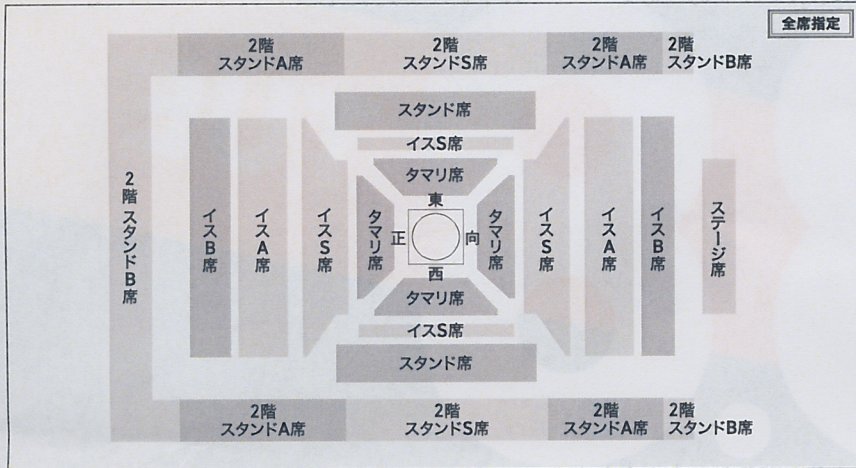 全席指定
2階
スタンドA席
2階
スタンドS席
2階
スタンドA席
2階
スタンドB席
スタンド席
イスS席
タマリ席
2階 スタンドB席
イスB席
イスA席
イスS席
タマリ席
東
正
向
西
タマリ席
イスS席
イスA席
イスB席
ステージ席
タマリ席
イスS席
スタンド席
2階
スタンドA席
2階
スタンドS席
2階
スタンドA席
2階
スタンドB席